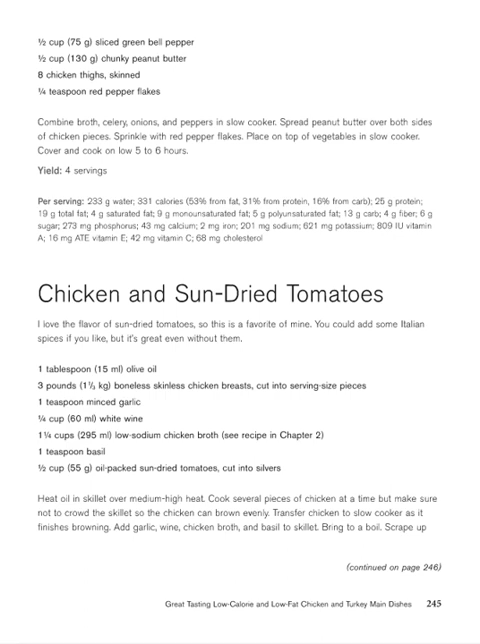 ½ cup (75 g) sliced green bell pepper
½ cup (130 g) chunky peanut butter
8 chicken thighs, skinned
¼ teaspoon red pepper flakes
Combine broth, celery, onions, and peppers in slow cooker. Spread peanut butter over both sides
of chicken pieces. Sprinkle with red pepper flakes. Place on top of vegetables in slow cooker.
Cover and cook on low 5 to 6 hours.
Yield: 4 servings
Per serving: 233 g water; 331 calories (53% from fat, 31% from protein, 16% from carb); 25 g protein;
19 g total fat; 4 g saturated fat; 9 g monounsaturated fat; 5 g polyunsaturated fat; 13 g carb; 4 g fiber; 6 g
sugar; 273 mg phosphorus; 43 mg calcium; 2 mg iron; 201 mg sodium; 621 mg potassium; 809 IU vitamin
A; 16 mg ATE vitamin E; 42 mg vitamin C; 68 mg cholesterol
Chicken and Sun-Dried Tomatoes
I love the flavor of sun-dried tomatoes, so this is a favorite of mine. You could add some Italian
spices if you like, but it's great even without them.
1 tablespoon (15 ml) olive oil
3 pounds (1⅓ kg) boneless skinless chicken breasts, cut into serving-size pieces
1 teaspoon minced garlic
¼ cup (60 ml) white wine
1¼ cups (295 ml) low-sodium chicken broth (see recipe in Chapter 2)
1 teaspoon basil
½ cup (55 g) oil-packed sun-dried tomatoes, cut into silvers
Heat oil in skillet over medium-high heat. Cook several pieces of chicken at a time but make sure
not to crowd the skillet so the chicken can brown evenly. Transfer chicken to slow cooker as it
finishes browning. Add garlic, wine, chicken broth, and basil to skillet. Bring to a boil. Scrape up
(continued on page 246)
Great Tasting Low-Calorie and Low-Fat Chicken and Turkey Main Dishes 245